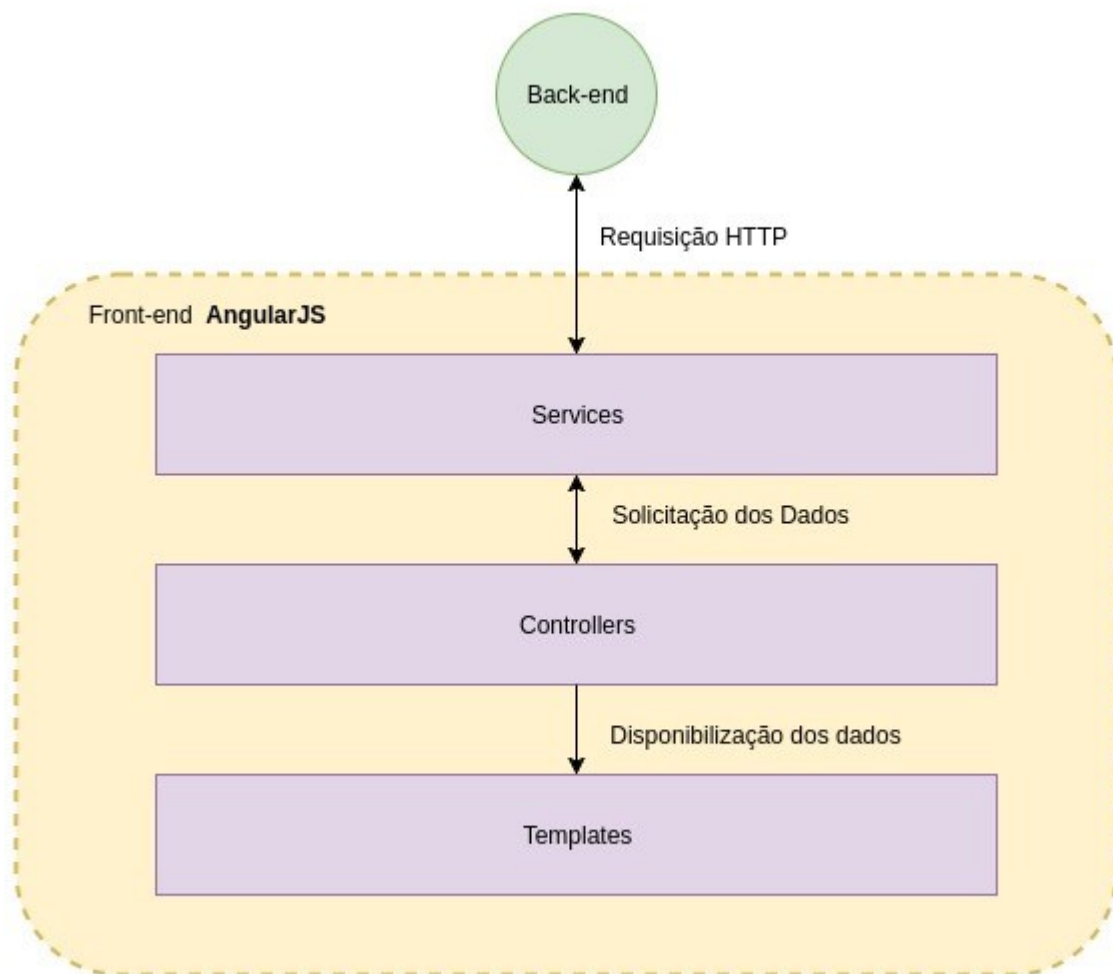 Back-end
Requisição HTTP
Front-end AngularJS
Services
Solicitação dos Dados
Controllers
Disponibilização dos dados
Templates